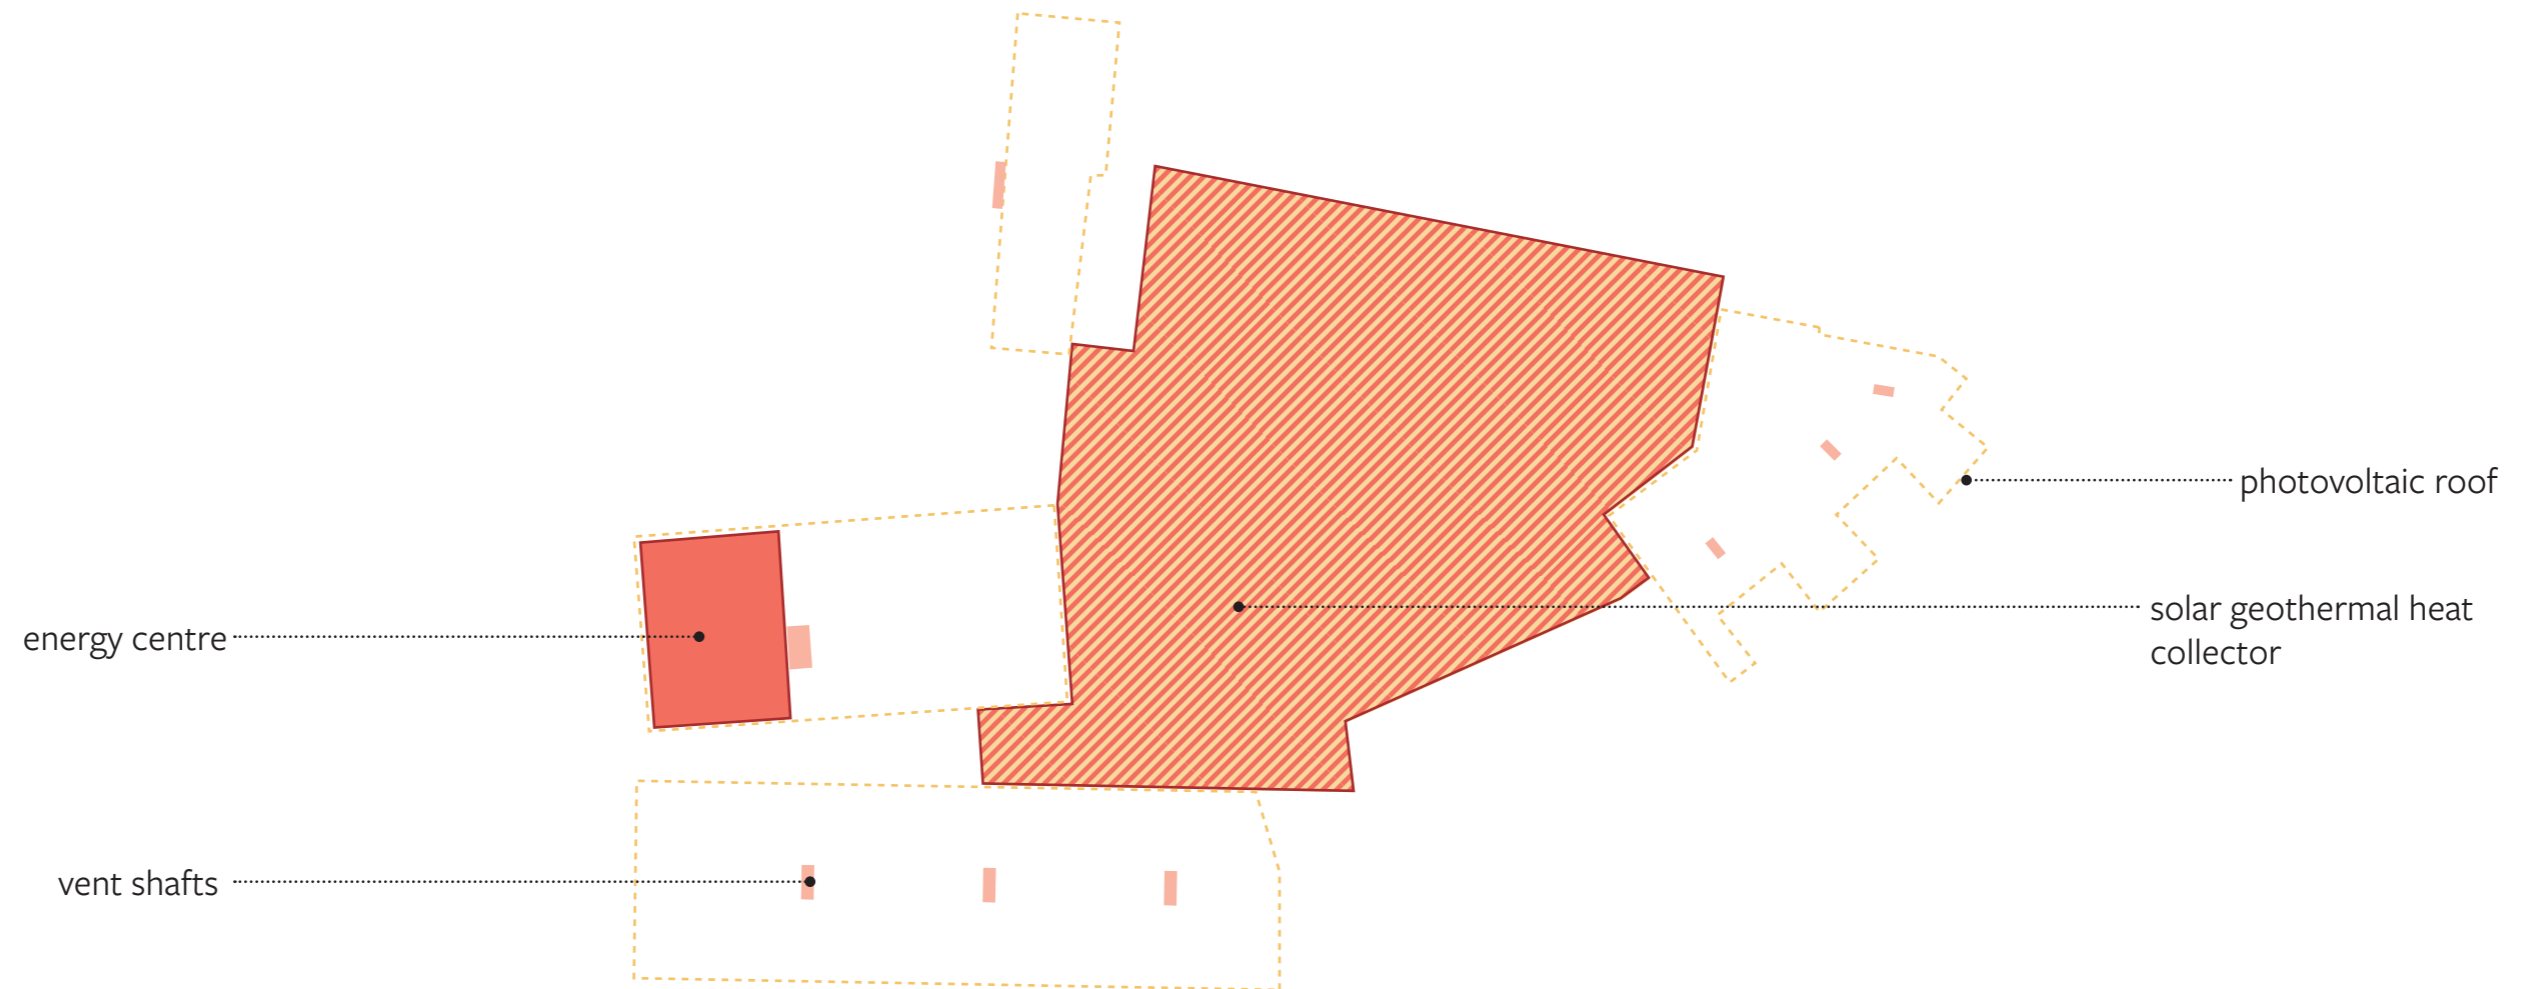 photovoltaic roof
solar geothermal heat
collector
energy centre
vent shafts